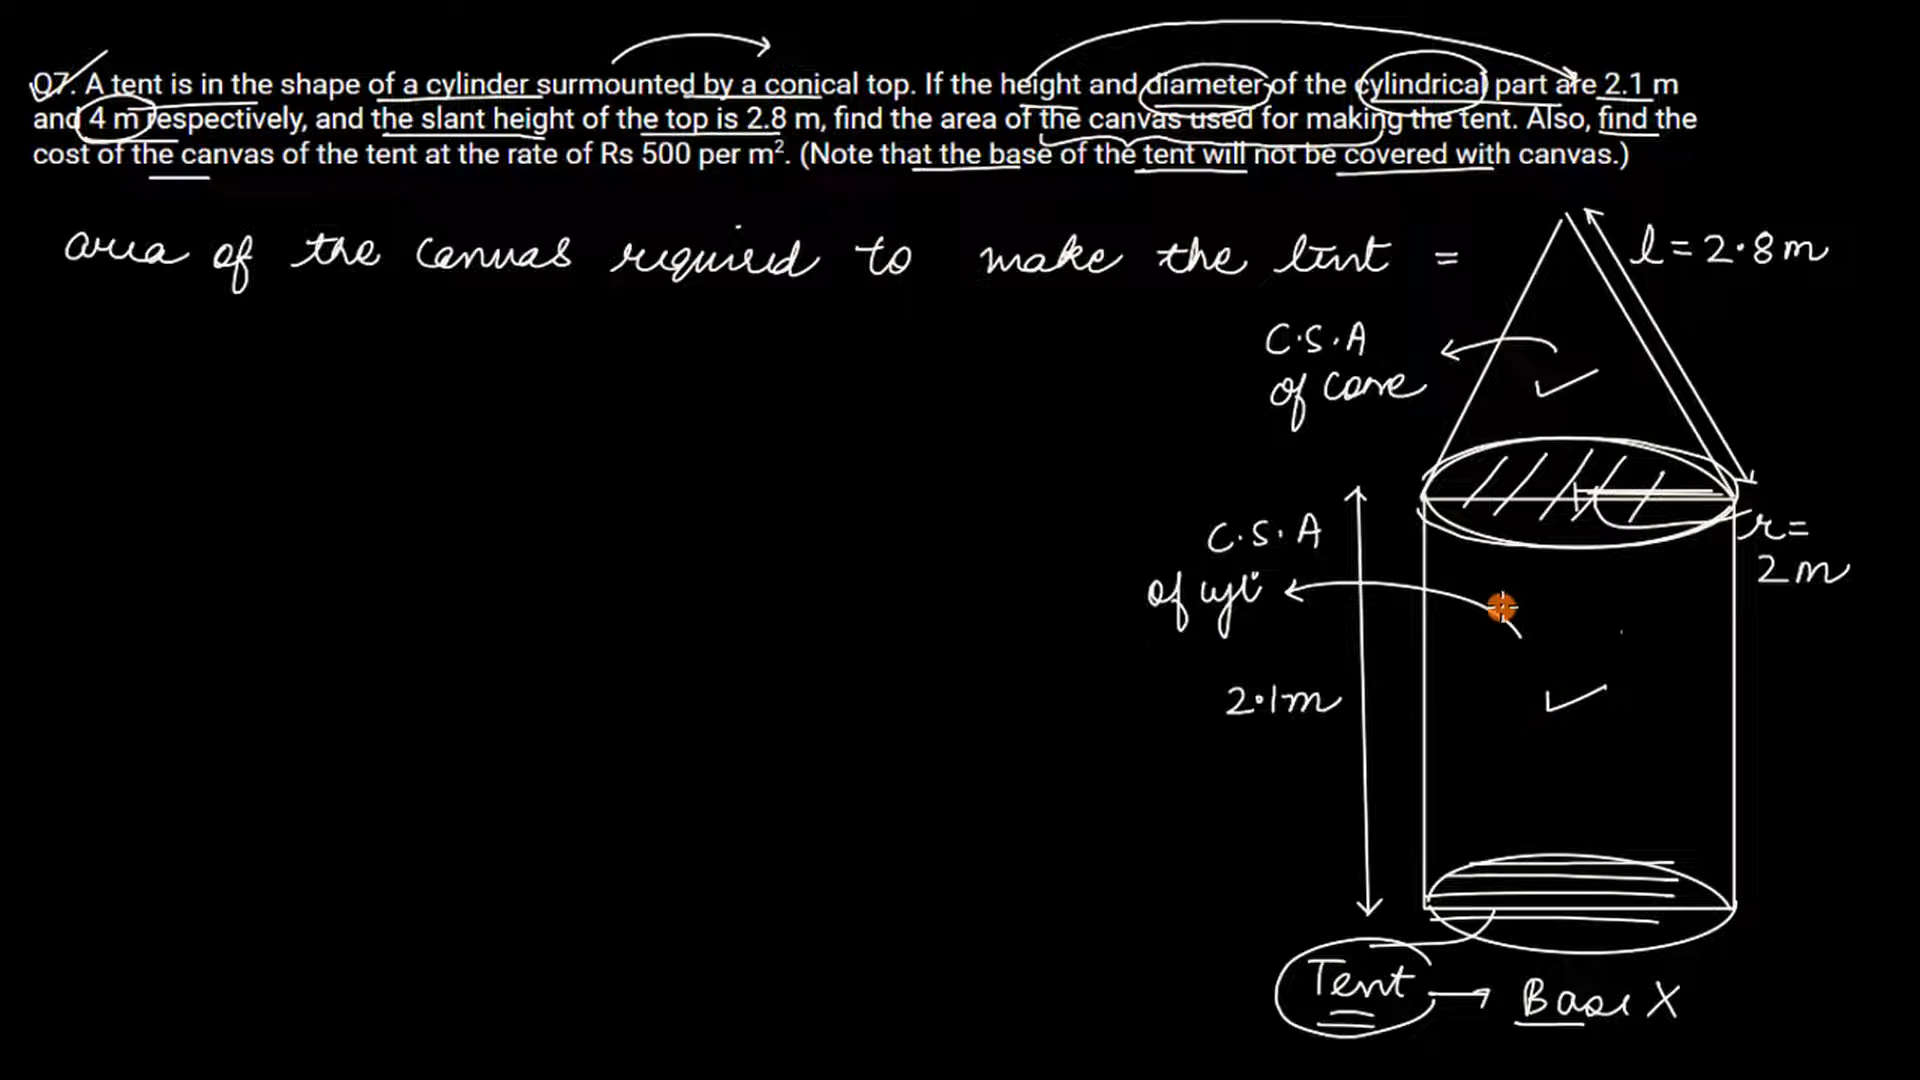 Q7. A tent is in the shape of a cylinder surmounted by a conical top. If the height and diameter of the cylindrical part are 2.1 m
and 4 m respectively, and the slant height of the top is 2.8 m, find the area of the canvas used for making the tent. Also, find the
cost of the canvas of the tent at the rate of Rs 500 per m². (Note that the base of the tent will not be covered with canvas.)
area of the canvas required to make the tent =
l = 2.8m
C.S.A
of cone
C.S.A
of cyl
r =
2m
2.1m
Tent → Base X